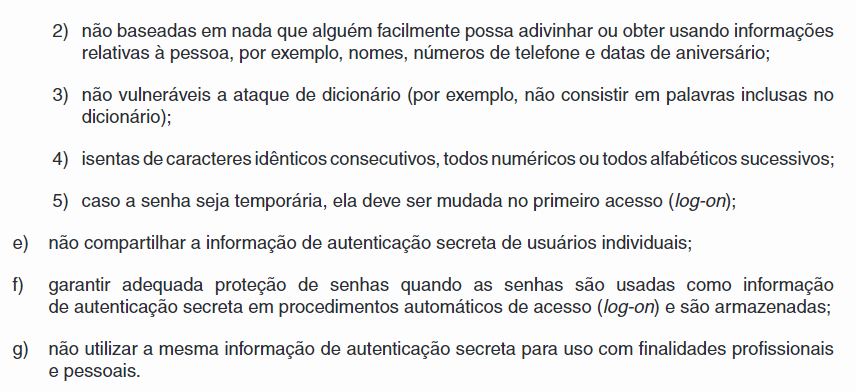 2) não baseadas em nada que alguém facilmente possa adivinhar ou obter usando informações
relativas à pessoa, por exemplo, nomes, números de telefone e datas de aniversário;
3) não vulneráveis a ataque de dicionário (por exemplo, não consistir em palavras inclusas no
dicionário);
4) isentas de caracteres idênticos consecutivos, todos numéricos ou todos alfabéticos sucessivos;
5) caso a senha seja temporária, ela deve ser mudada no primeiro acesso (log-on);
e) não compartilhar a informação de autenticação secreta de usuários individuais;
f) garantir adequada proteção de senhas quando as senhas são usadas como informação
de autenticação secreta em procedimentos automáticos de acesso (log-on) e são armazenadas;
g) não utilizar a mesma informação de autenticação secreta para uso com finalidades profissionais
e pessoais.